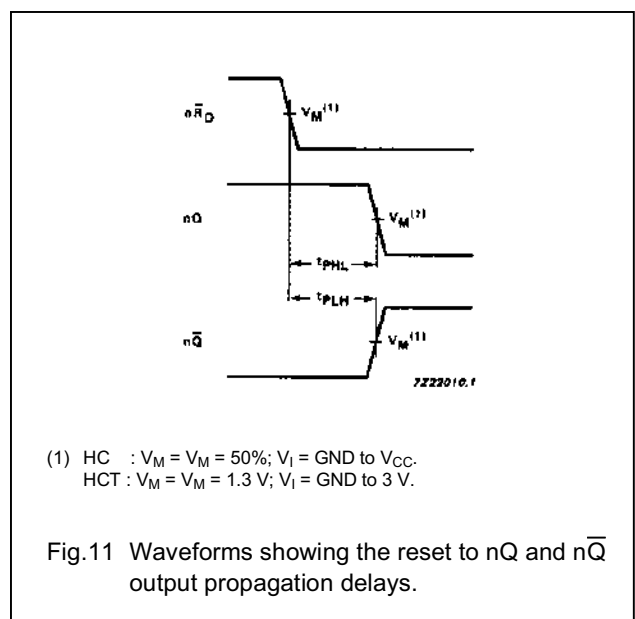 nR̅D
VM(1)
nQ
VM(2)
tPHL
tPLH
nQ̅
VM(1)
7Z22010.1
(1) HC : VM = VM = 50%; VI = GND to VCC.
HCT : VM = VM = 1.3 V; VI = GND to 3 V.
Fig.11 Waveforms showing the reset to nQ and nQ̅
output propagation delays.